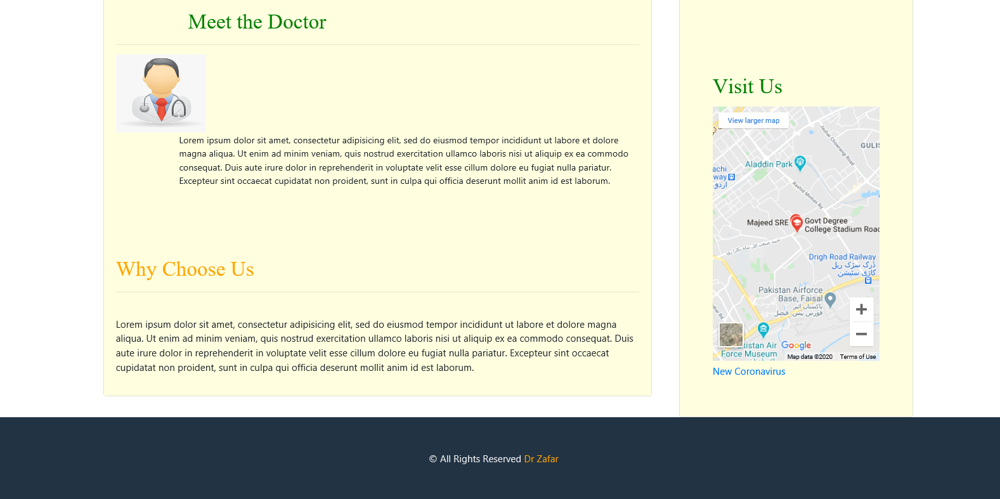 Meet the Doctor
Lorem ipsum dolor sit amet, consectetur adipisicing elit, sed do eiusmod tempor incididunt ut labore et dolore
magna aliqua. Ut enim ad minim veniam, quis nostrud exercitation ullamco laboris nisi ut aliquip ex ea commodo
consequat. Duis aute irure dolor in reprehenderit in voluptate velit esse cillum dolore eu fugiat nulla pariatur.
Excepteur sint occaecat cupidatat non proident, sunt in culpa qui officia deserunt mollit anim id est laborum.
Why Choose Us
Lorem ipsum dolor sit amet, consectetur adipisicing elit, sed do eiusmod tempor incididunt ut labore et dolore magna
aliqua. Ut enim ad minim veniam, quis nostrud exercitation ullamco laboris nisi ut aliquip ex ea commodo consequat. Duis
aute irure dolor in reprehenderit in voluptate velit esse cillum dolore eu fugiat nulla pariatur. Excepteur sint occaecat
cupidatat non proident, sunt in culpa qui officia deserunt mollit anim id est laborum.
Visit Us
View larger map
Jauhar Chowrangi Road
GULIS
Aladdin Park
achi
way
اردو
Rashid Minhas Rd
Majeed SRE
Govt Degree
College Stadium Road
Drigh Road Railway
ڈرگ سڑک ریل
کاڑی سٹیشن
Pakistan Airforce
Base, Faisal
پاکستان ائیر
فورس بیس، فیصل
kistan Air
Force Museum
Google
Map data ©2020
Terms of Use
New Coronavirus
© All Rights Reserved Dr Zafar